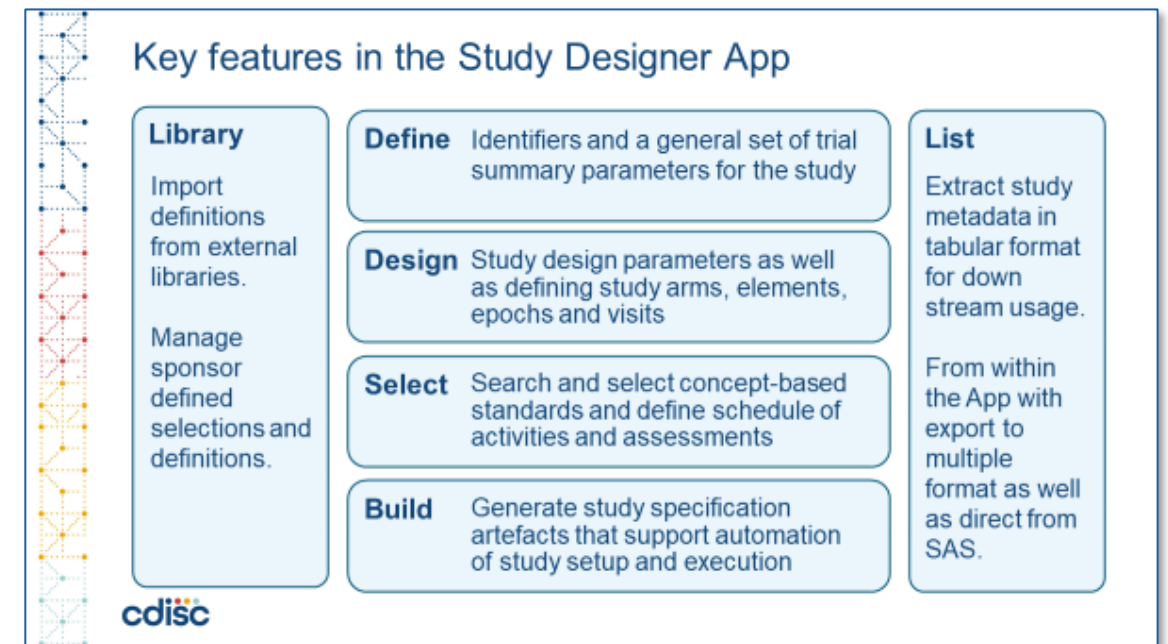 Key features in the Study Designer App
Library
Import
definitions
from external
libraries.
Manage
sponsor
defined
selections and
definitions.
Define
Identifiers and a general set of trial
summary parameters for the study
Design
Study design parameters as well
as defining study arms, elements,
epochs and visits
Select
Search and select concept-based
standards and define schedule of
activities and assessments
Build
Generate study specification
artefacts that support automation
of study setup and execution
List
Extract study
metadata in
tabular format
for down
stream usage.
From within
the App with
export to
multiple
format as well
as direct from
SAS.
cdisc